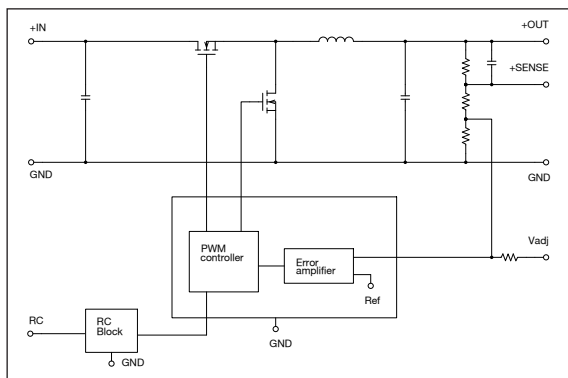 +IN
+OUT
+SENSE
GND
GND
PWM
controller
Error
amplifier
Vadj
Ref
RC
RC
Block
GND
GND